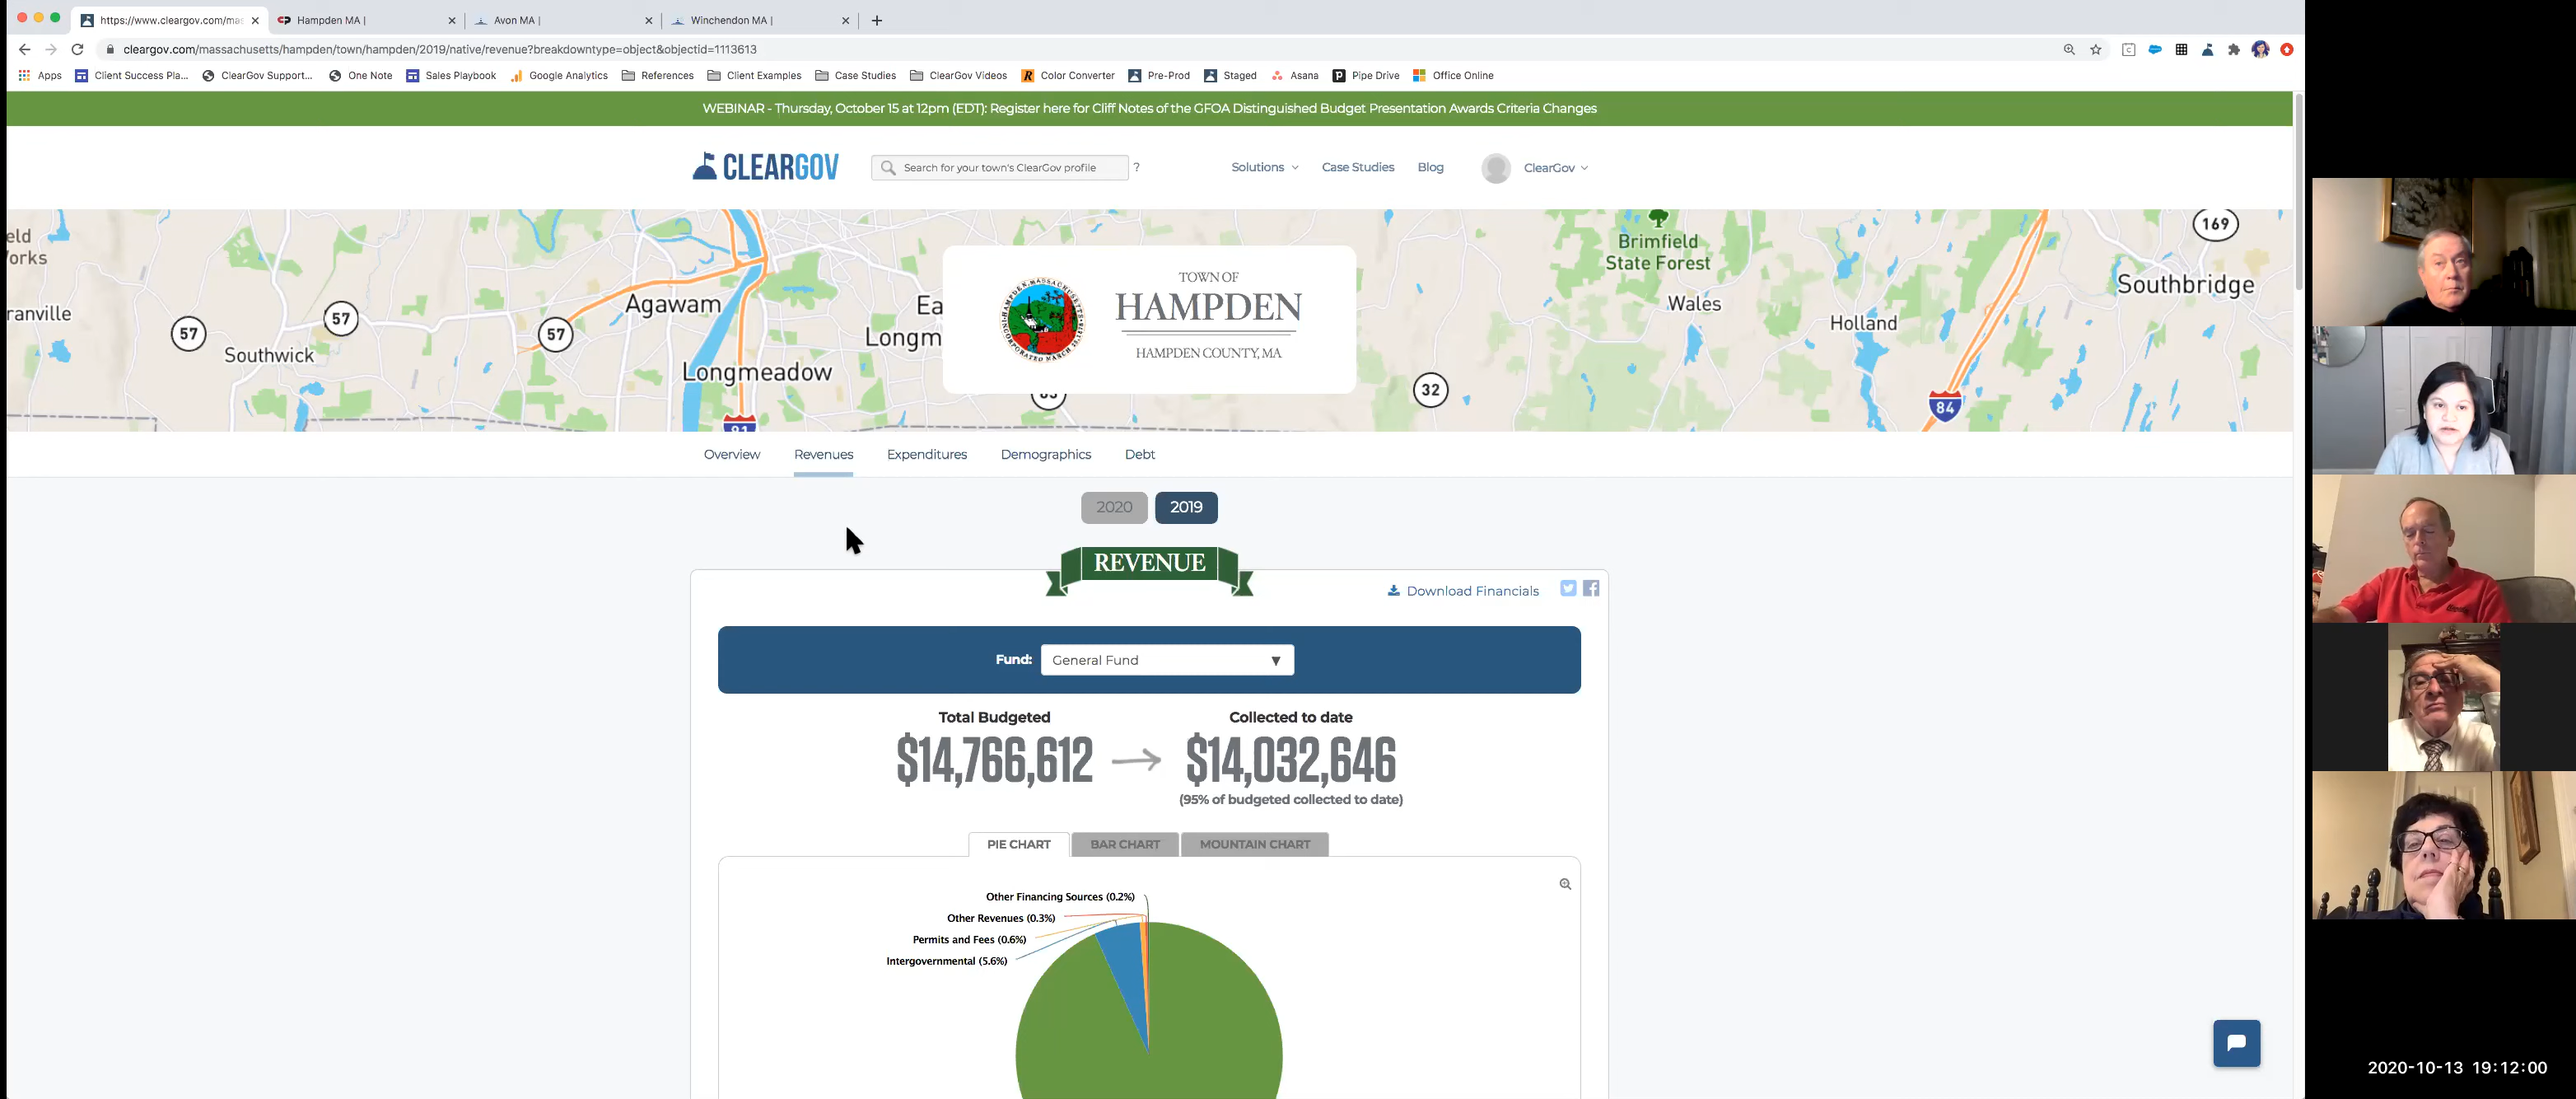 https://www.cleargov.com/mas
Hampden MA |
Avon MA |
Winchendon MA |
cleargov.com/massachusetts/hampden/town/hampden/2019/native/revenue?breakdowntype=object&objectid=1113613
Apps
Client Success Pla...
ClearGov Support...
One Note
Sales Playbook
Google Analytics
References
Client Examples
Case Studies
ClearGov Videos
Color Converter
Pre-Prod
Staged
Asana
Pipe Drive
Office Online
WEBINAR - Thursday, October 15 at 12pm (EDT): Register here for Cliff Notes of the GFOA Distinguished Budget Presentation Awards Criteria Changes
CLEARGOV
Search for your town's ClearGov profile
?
Solutions
Case Studies
Blog
ClearGov
eld
orks
ranville
57
57
57
Southwick
Agawam
Longmeadow
Ea
Longm
91
TOWN OF
HAMPDEN
HAMPDEN COUNTY, MA
32
Brimfield
State Forest
Wales
Holland
84
169
Southbridge
Overview
Revenues
Expenditures
Demographics
Debt
2020
2019
REVENUE
Download Financials
Fund:
General Fund
Total Budgeted
$14,766,612
Collected to date
$14,032,646
(95% of budgeted collected to date)
PIE CHART
BAR CHART
MOUNTAIN CHART
Other Financing Sources (0.2%)
Other Revenues (0.3%)
Permits and Fees (0.6%)
Intergovernmental (5.6%)
2020-10-13 19:12:00